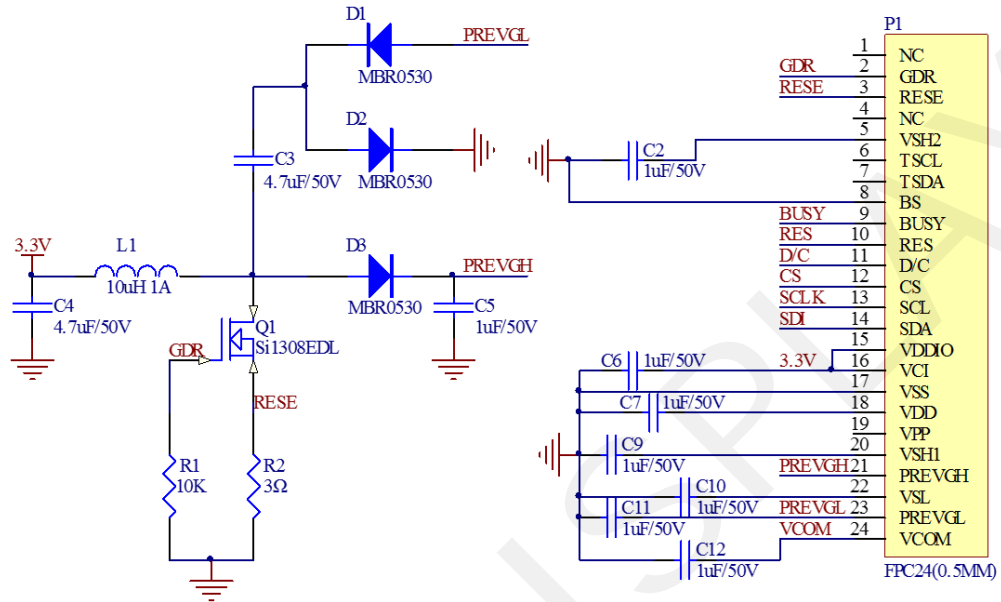 D1
PREVGL
MBR0530
D2
MBR0530
C3
4.7uF/50V
3.3V
L1
10uH 1A
D3
PREVGH
MBR0530
C4
4.7uF/50V
C5
1uF/50V
Q1
Si1308EDL
GDR
RESE
R1
10K
R2
3Ω
P1
1 NC
GDR 2 GDR
RESE 3 RESE
4 NC
5 VSH2
C2
1uF/50V
6 TSCL
7 TSDA
8 BS
BUSY 9 BUSY
RES 10 RES
D/C 11 D/C
CS 12 CS
SCLK 13 SCL
SDI 14 SDA
15 VDDIO
C6 1uF/50V 3.3V 16 VCI
17 VSS
C7 1uF/50V 18 VDD
19 VPP
C9 20 VSH1
1uF/50V
PREVGH 21 PREVGH
C10 22 VSL
1uF/50V
C11 PREVGL 23 PREVGL
1uF/50V
VCOM 24 VCOM
C12
1uF/50V
FPC24(0.5MM)
ISPLAY